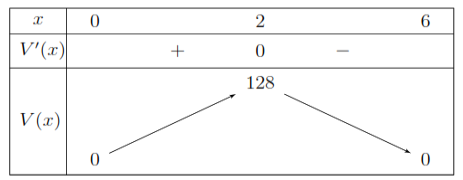 x 0 2 6
V′(x) + 0 −
128
V(x)
0 0